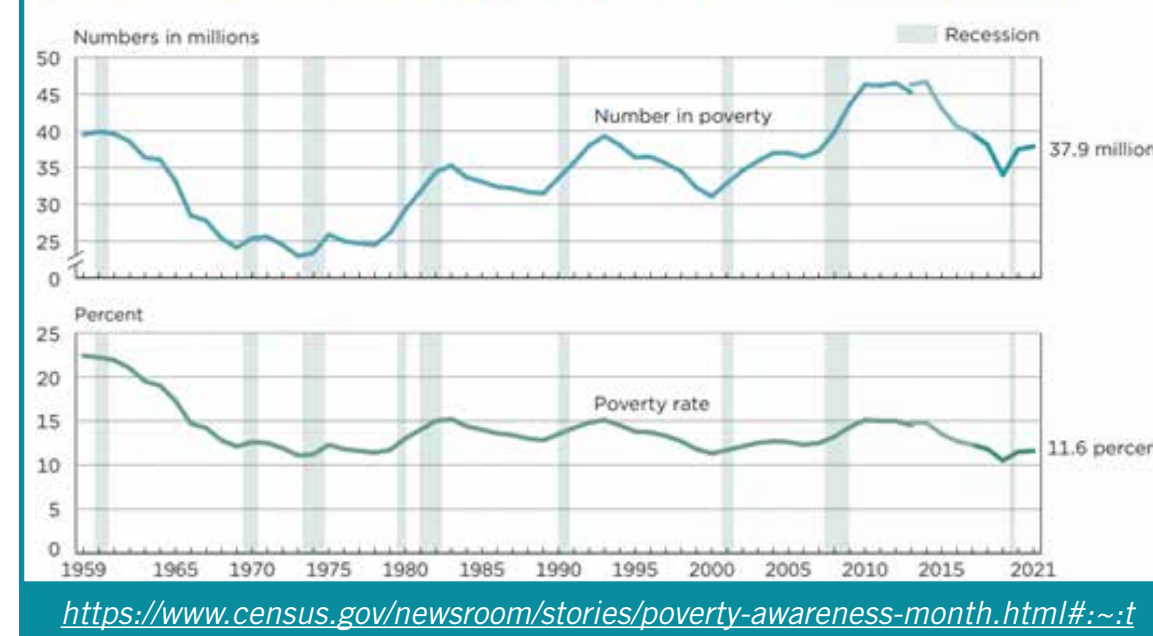 Numbers in millions
Recession
50
45
40
35
30
25
0
Number in poverty
37.9 million
Percent
25
20
15
10
5
0
Poverty rate
11.6 percen
1959 1965 1970 1975 1980 1985 1990 1995 2000 2005 2010 2015 2021
https://www.census.gov/newsroom/stories/poverty-awareness-month.html#:~:t